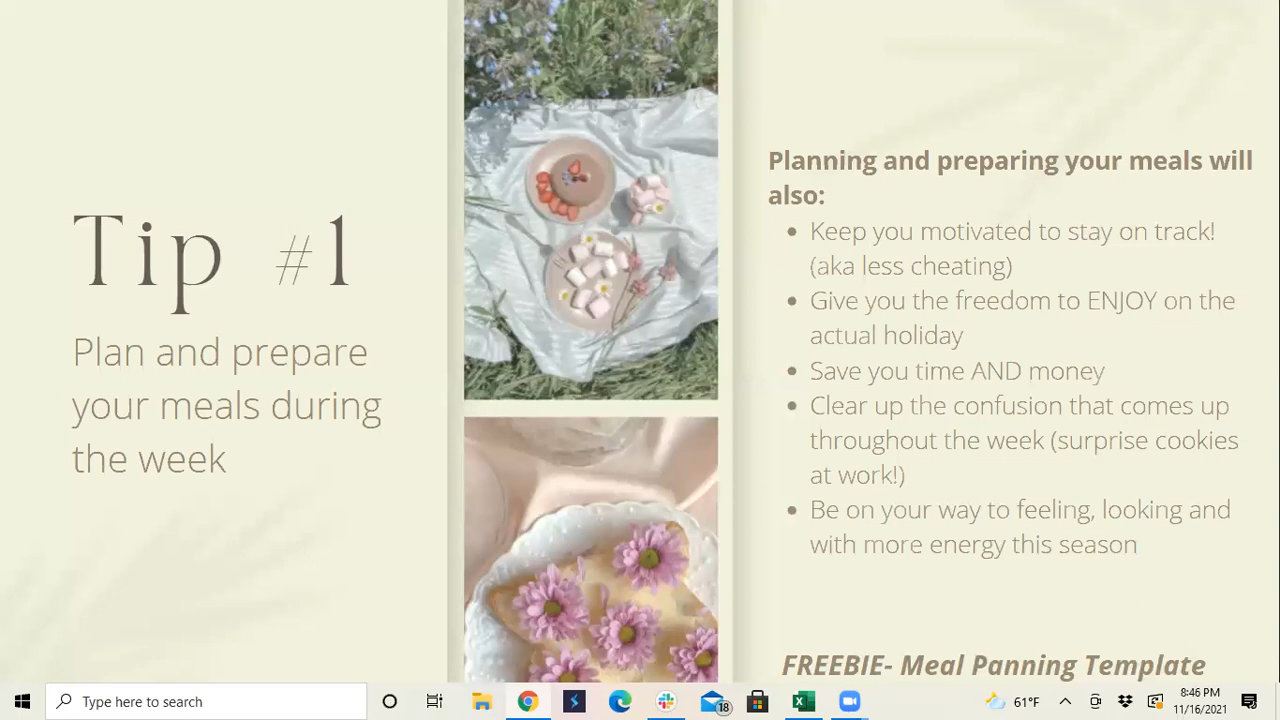 Tip #1
Plan and prepare
your meals during
the week
Planning and preparing your meals will
also:
Keep you motivated to stay on track!
(aka less cheating)
Give you the freedom to ENJOY on the
actual holiday
Save you time AND money
Clear up the confusion that comes up
throughout the week (surprise cookies
at work!)
Be on your way to feeling, looking and
with more energy this season
FREEBIE- Meal Panning Template
Type here to search
18
61°F
8:46 PM
11/16/2021